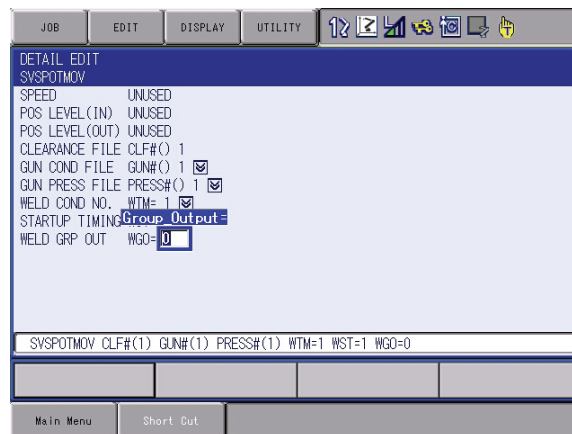 JOB EDIT DISPLAY UTILITY
DETAIL EDIT
SVSPOTMOV
SPEED UNUSED
POS LEVEL(IN) UNUSED
POS LEVEL(OUT) UNUSED
CLEARANCE FILE CLF#() 1
GUN COND FILE GUN#() 1
GUN PRESS FILE PRESS#() 1
WELD COND NO. WTM= 1
STARTUP TIMING Group_Output=
WELD GRP OUT WGO= 0
SVSPOTMOV CLF#(1) GUN#(1) PRES#(1) WTM=1 WST=1 WGO=0
Main Menu Short Cut